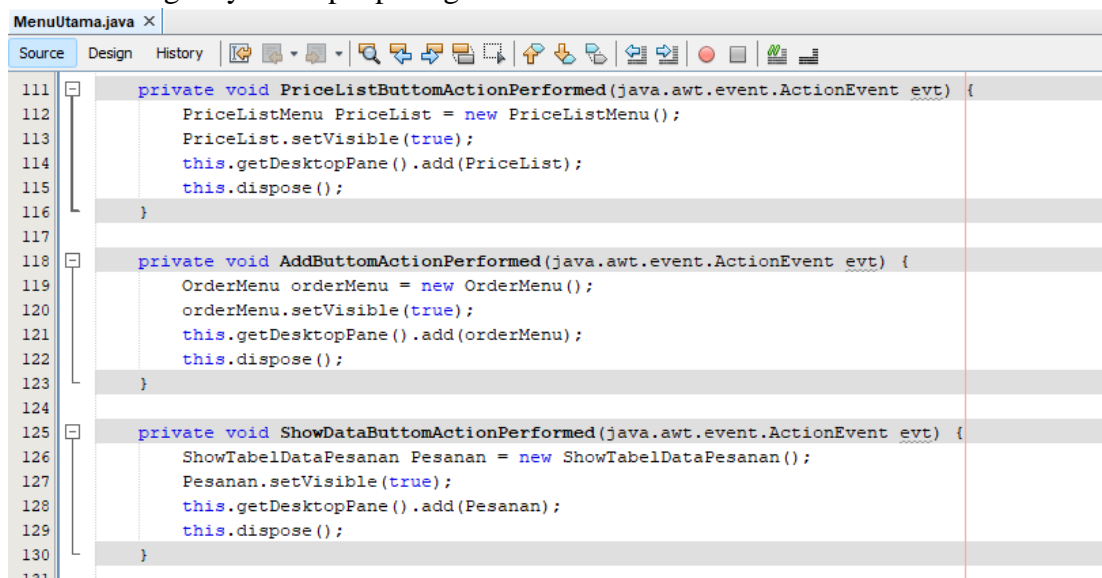 MenuUtama.java ×
Source Design History
111 private void PriceListButtomActionPerformed(java.awt.event.ActionEvent evt) {
112 PriceListMenu PriceList = new PriceListMenu();
113 PriceList.setVisible(true);
114 this.getDesktopPane().add(PriceList);
115 this.dispose();
116 }
117
118 private void AddButtomActionPerformed(java.awt.event.ActionEvent evt) {
119 OrderMenu orderMenu = new OrderMenu();
120 orderMenu.setVisible(true);
121 this.getDesktopPane().add(orderMenu);
122 this.dispose();
123 }
124
125 private void ShowDataButtomActionPerformed(java.awt.event.ActionEvent evt) {
126 ShowTabelDataPesanan Pesanan = new ShowTabelDataPesanan();
127 Pesanan.setVisible(true);
128 this.getDesktopPane().add(Pesanan);
129 this.dispose();
130 }